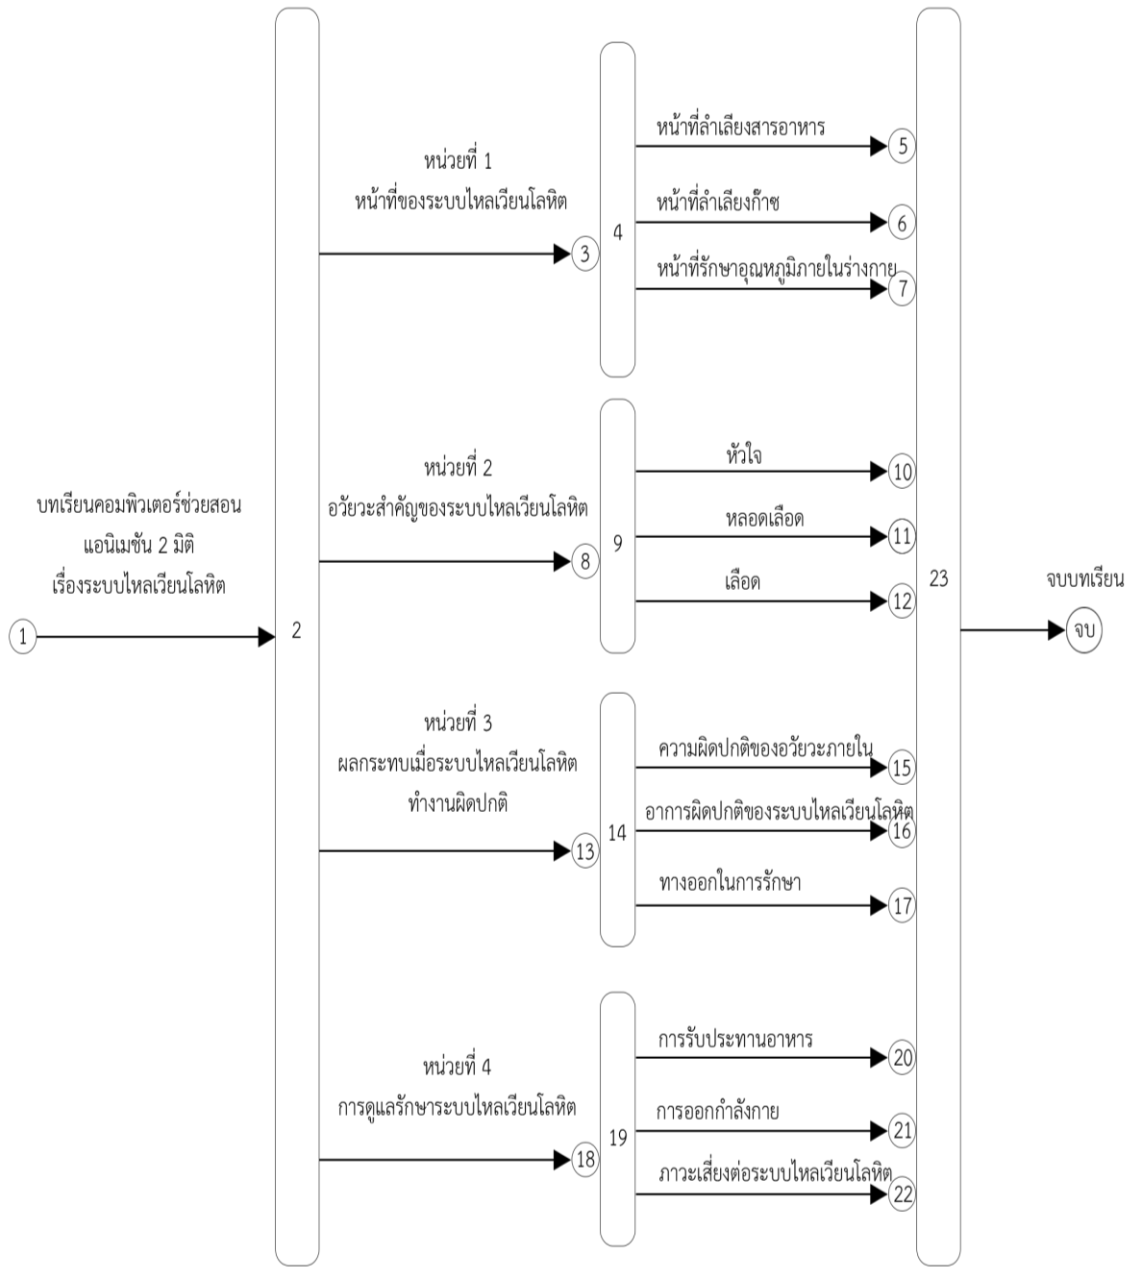 บทเรียนคอมพิวเตอร์ช่วยสอน
แอนิเมชัน 2 มิติ
เรื่องระบบไหลเวียนโลหิต
1
2
หน่วยที่ 1
หน้าที่ของระบบไหลเวียนโลหิต
3
4
หน้าที่ลำเลียงสารอาหาร
5
หน้าที่ลำเลียงก๊าซ
6
หน้าที่รักษาอุณหภูมิภายในร่างกาย
7
หน่วยที่ 2
อวัยวะสำคัญของระบบไหลเวียนโลหิต
8
9
หัวใจ
10
หลอดเลือด
11
เลือด
12
หน่วยที่ 3
ผลกระทบเมื่อระบบไหลเวียนโลหิต
ทำงานผิดปกติ
13
14
ความผิดปกติของอวัยวะภายใน
15
อาการผิดปกติของระบบไหลเวียนโลหิต
16
ทางออกในการรักษา
17
หน่วยที่ 4
การดูแลรักษาระบบไหลเวียนโลหิต
18
19
การรับประทานอาหาร
20
การออกกำลังกาย
21
ภาวะเสี่ยงต่อระบบไหลเวียนโลหิต
22
23
จบบทเรียน
จบ